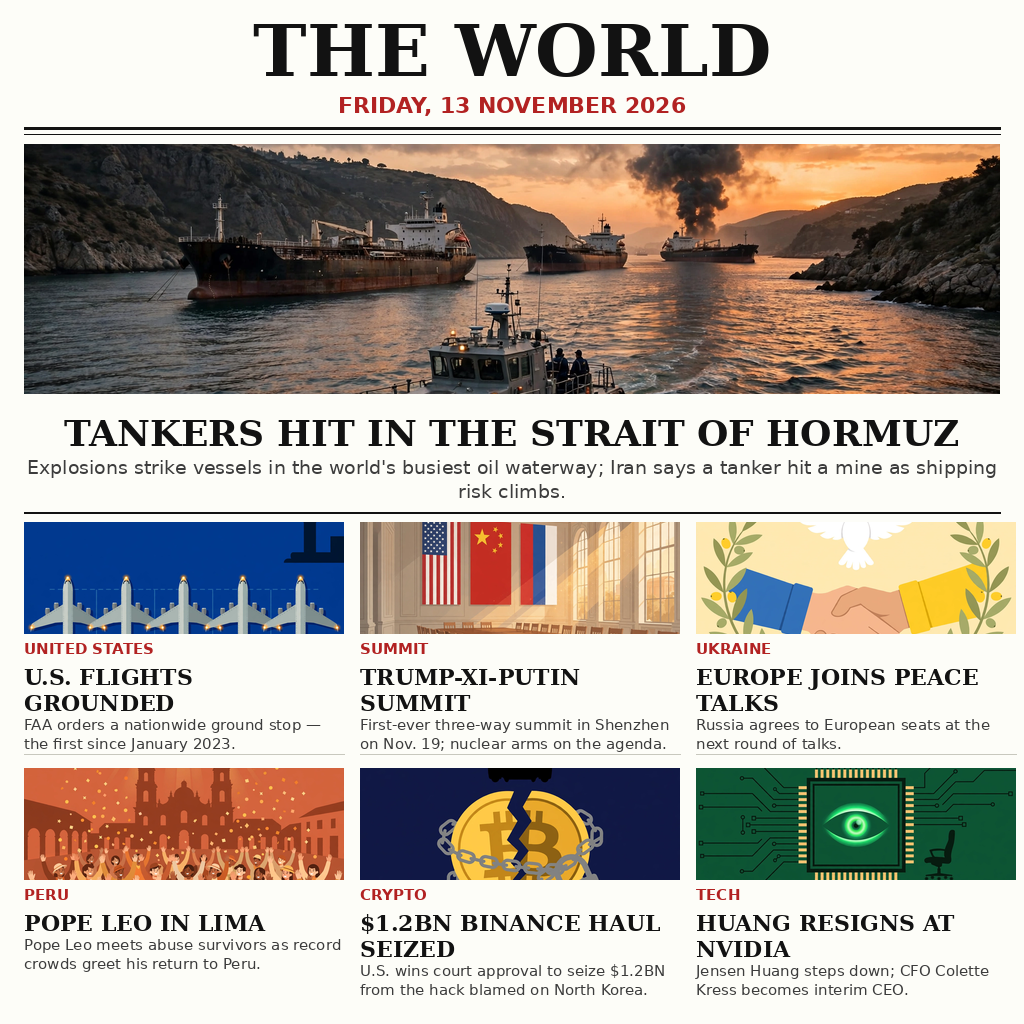 THE WORLD
FRIDAY, 13 NOVEMBER 2026
TANKERS HIT IN THE STRAIT OF HORMUZ
Explosions strike vessels in the world's busiest oil waterway; Iran says a tanker hit a mine as shipping
risk climbs.
UNITED STATES
U.S. FLIGHTS
GROUNDED
FAA orders a nationwide ground stop —
the first since January 2023.
SUMMIT
TRUMP-XI-PUTIN
SUMMIT
First-ever three-way summit in Shenzhen
on Nov. 19; nuclear arms on the agenda.
UKRAINE
EUROPE JOINS PEACE
TALKS
Russia agrees to European seats at the
next round of talks.
PERU
POPE LEO IN LIMA
Pope Leo meets abuse survivors as record
crowds greet his return to Peru.
CRYPTO
$1.2BN BINANCE HAUL
SEIZED
U.S. wins court approval to seize $1.2BN
from the hack blamed on North Korea.
TECH
HUANG RESIGNS AT
NVIDIA
Jensen Huang steps down; CFO Colette
Kress becomes interim CEO.